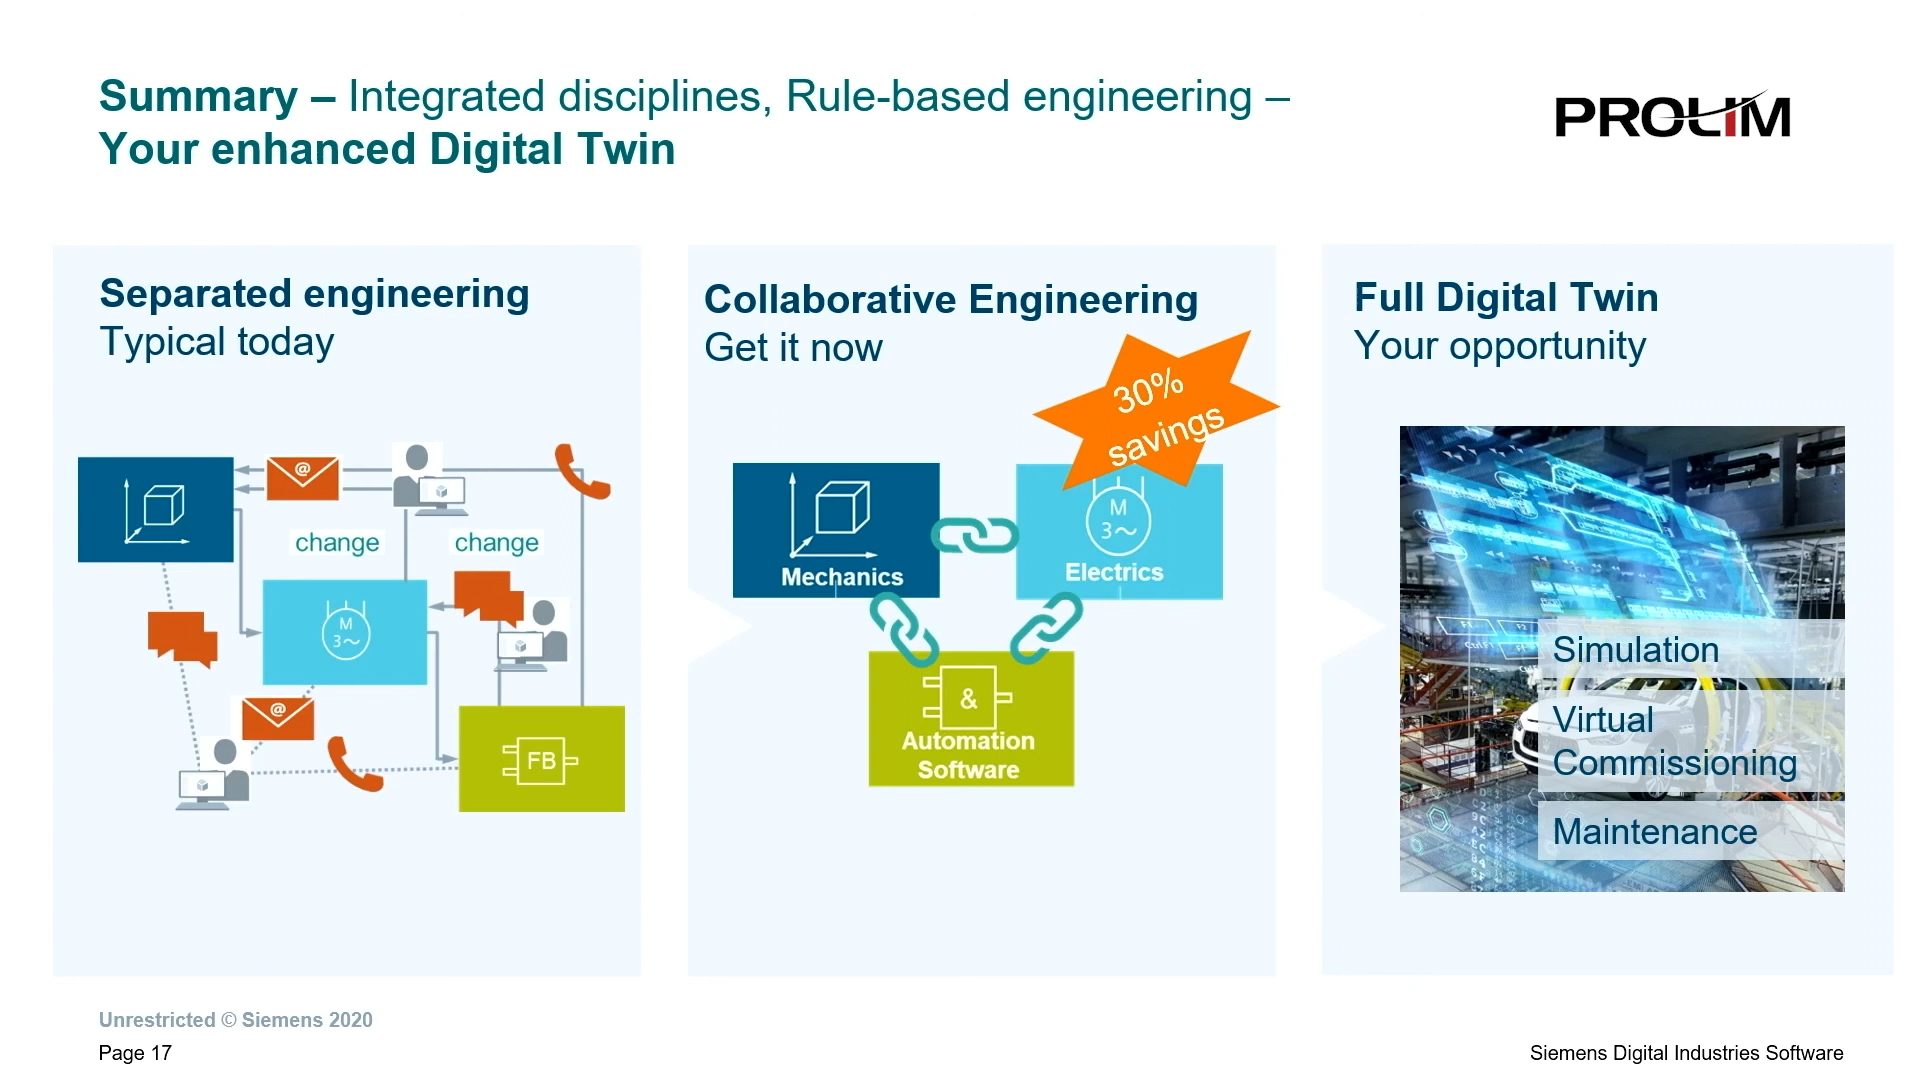 Summary – Integrated disciplines, Rule-based engineering –
Your enhanced Digital Twin
PROLIM
Separated engineering
Typical today
@
change
change
M
3~
@
FB
Collaborative Engineering
Get it now
30%
savings
Mechanics
M
3~
Electrics
&
Automation
Software
Full Digital Twin
Your opportunity
Simulation
Virtual
Commissioning
Maintenance
Unrestricted © Siemens 2020
Page 17
Siemens Digital Industries Software